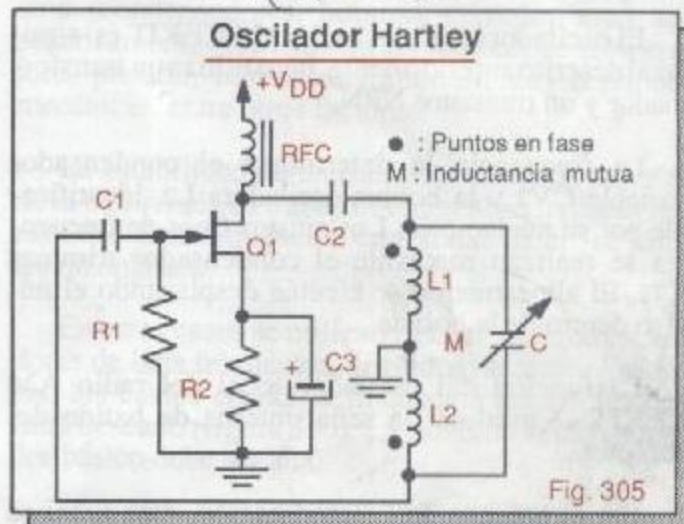 Oscilador Hartley
+VDD
RFC
● : Puntos en fase
M : Inductancia mutua
C1
C2
Q1
L1
R1
M
C
R2
+
C3
L2
Fig. 305